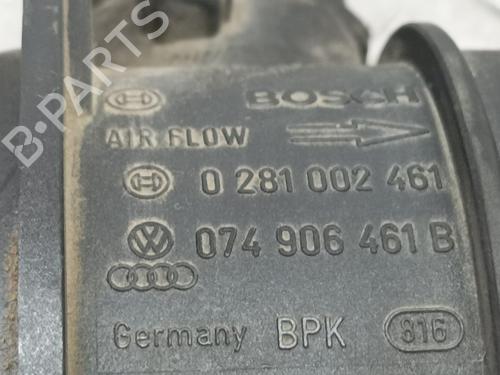 BOSCH
AIR FLOW
0 281 002 461
074 906 461 B
Germany BPK 816
B-PARTS